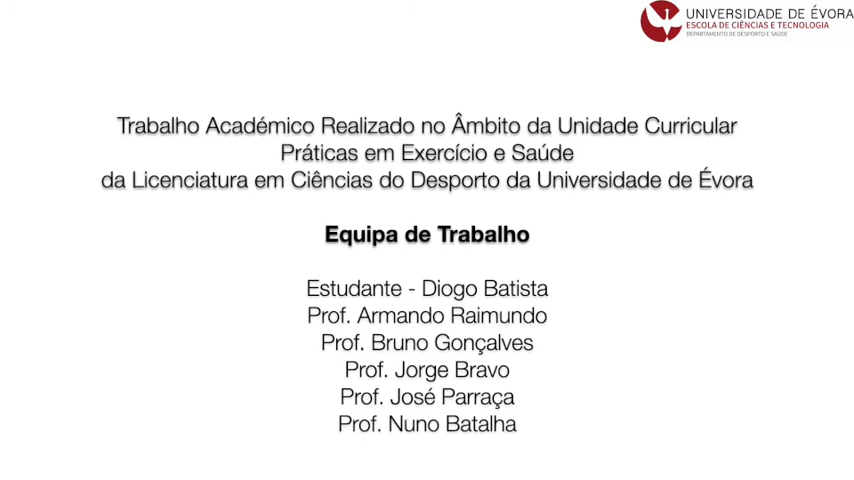 UNIVERSIDADE DE ÉVORA
ESCOLA DE CIÊNCIAS E TECNOLOGIA
DEPARTAMENTO DE DESPORTO E SAÚDE
Trabalho Académico Realizado no Âmbito da Unidade Curricular
Práticas em Exercício e Saúde
da Licenciatura em Ciências do Desporto da Universidade de Évora
Equipa de Trabalho
Estudante - Diogo Batista
Prof. Armando Raimundo
Prof. Bruno Gonçalves
Prof. Jorge Bravo
Prof. José Parraça
Prof. Nuno Batalha